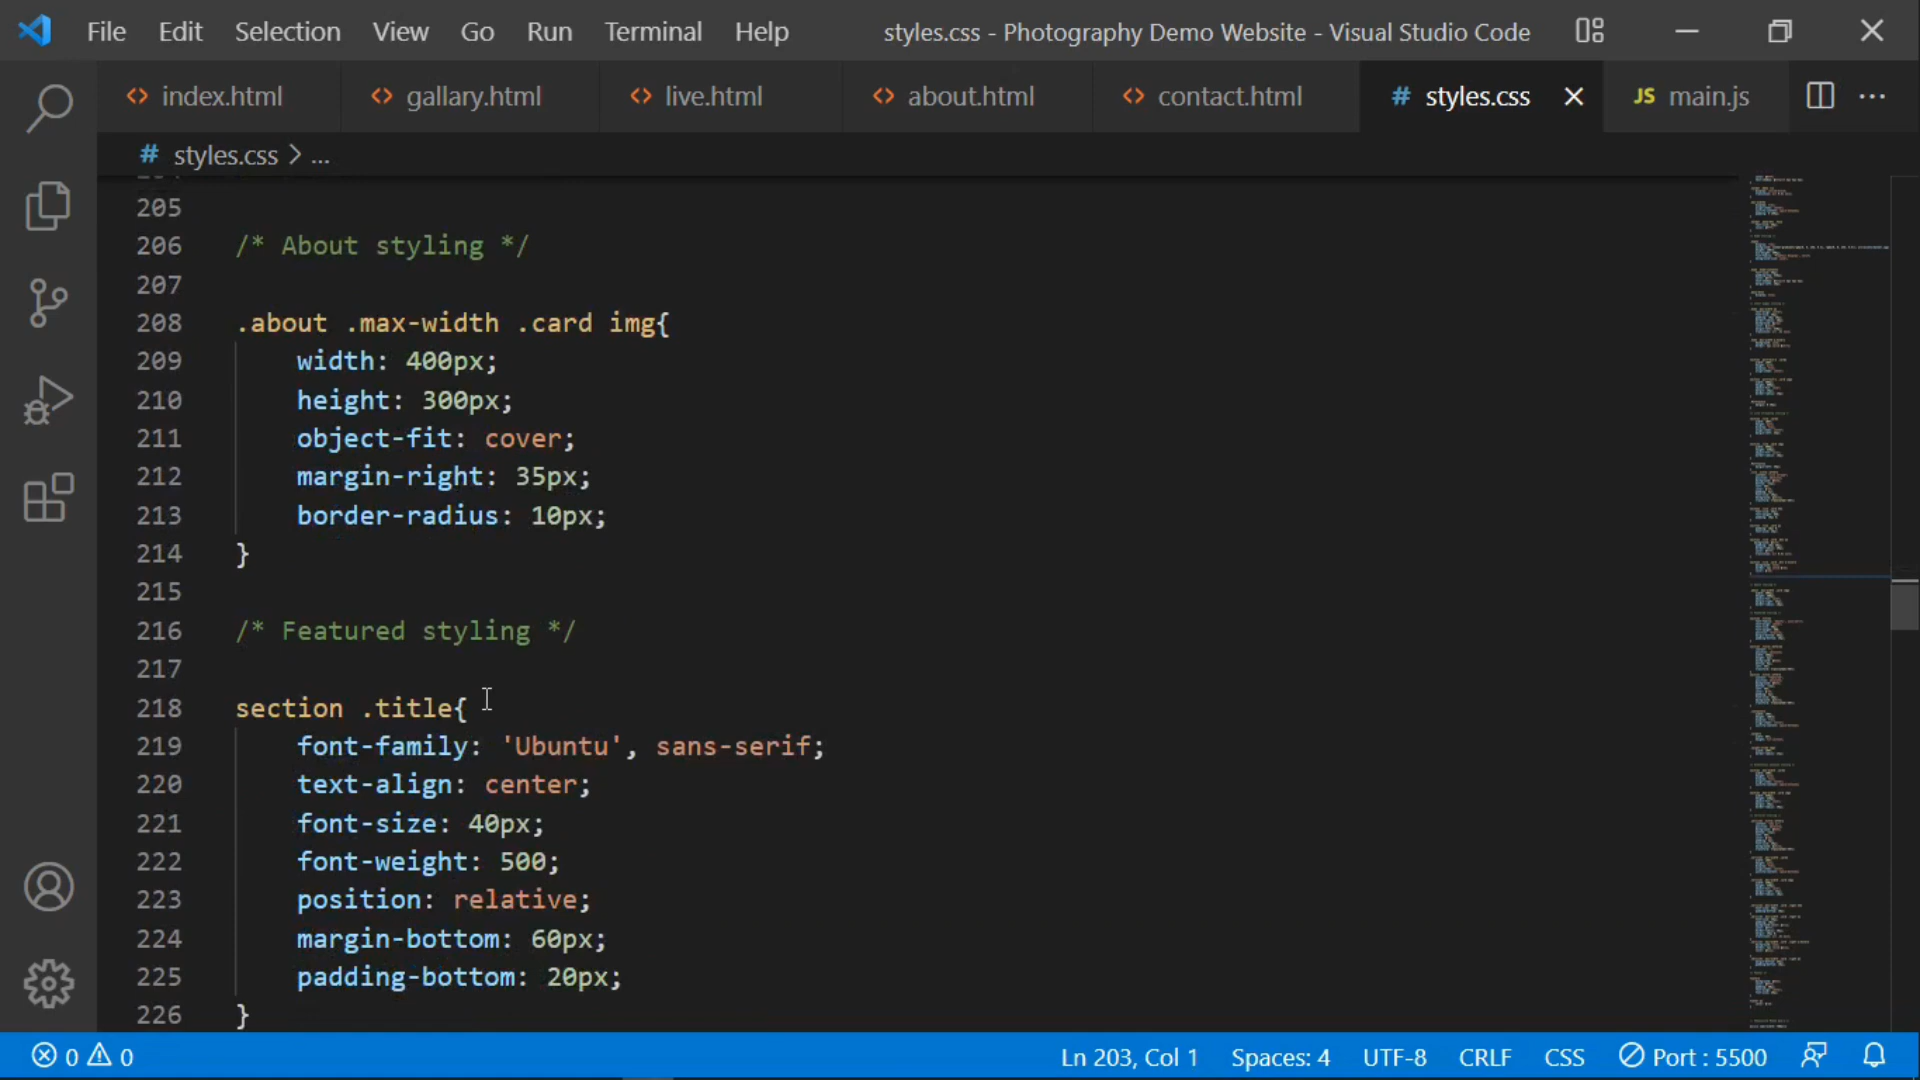 File Edit Selection View Go Run Terminal Help styles.css - Photography Demo Website - Visual Studio Code
index.html gallary.html live.html about.html contact.html # styles.css JS main.js
# styles.css > ...
205
206 /* About styling */
207
208 .about .max-width .card img{
209 width: 400px;
210 height: 300px;
211 object-fit: cover;
212 margin-right: 35px;
213 border-radius: 10px;
214 }
215
216 /* Featured styling */
217
218 section .title{
219 font-family: 'Ubuntu', sans-serif;
220 text-align: center;
221 font-size: 40px;
222 font-weight: 500;
223 position: relative;
224 margin-bottom: 60px;
225 padding-bottom: 20px;
226 }
0 0 Ln 203, Col 1 Spaces: 4 UTF-8 CRLF CSS Port : 5500